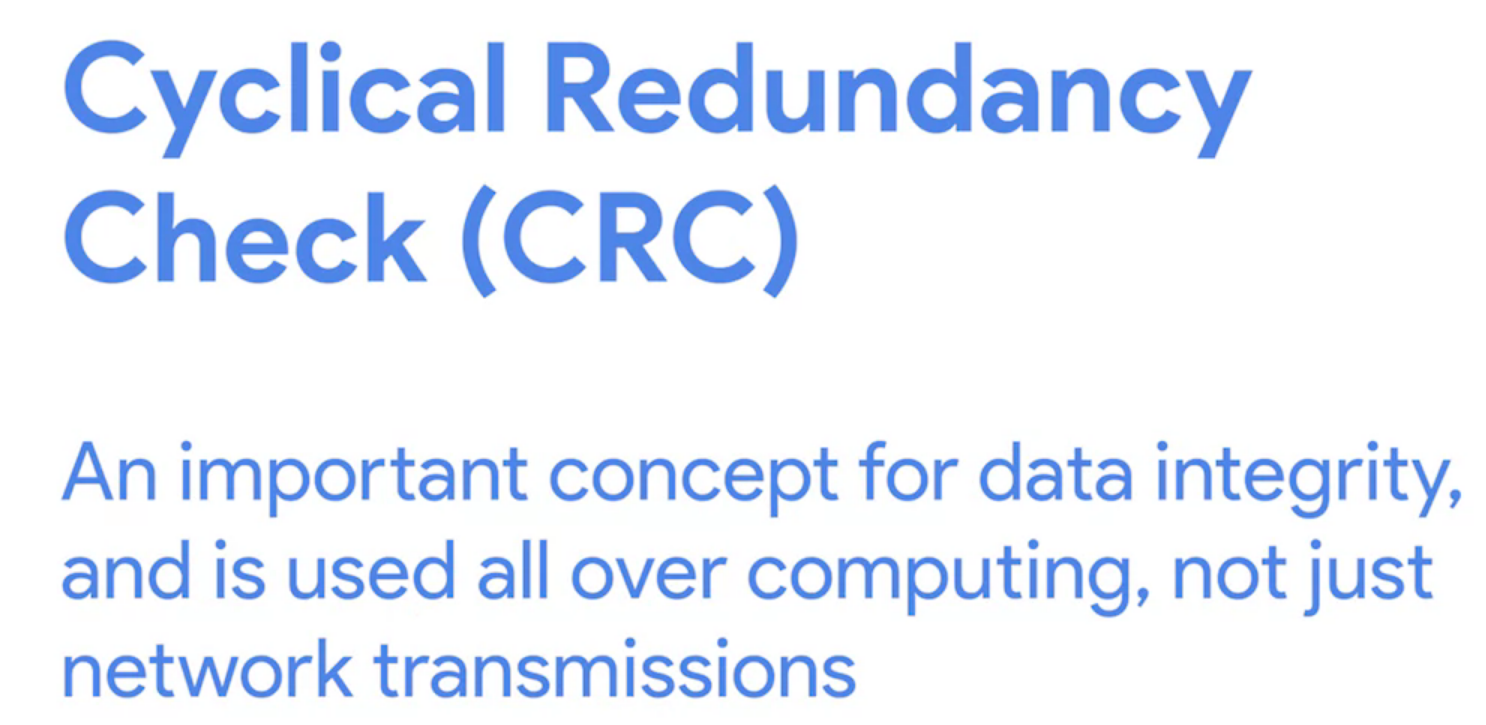 Cyclical Redundancy
Check (CRC)
An important concept for data integrity,
and is used all over computing, not just
network transmissions